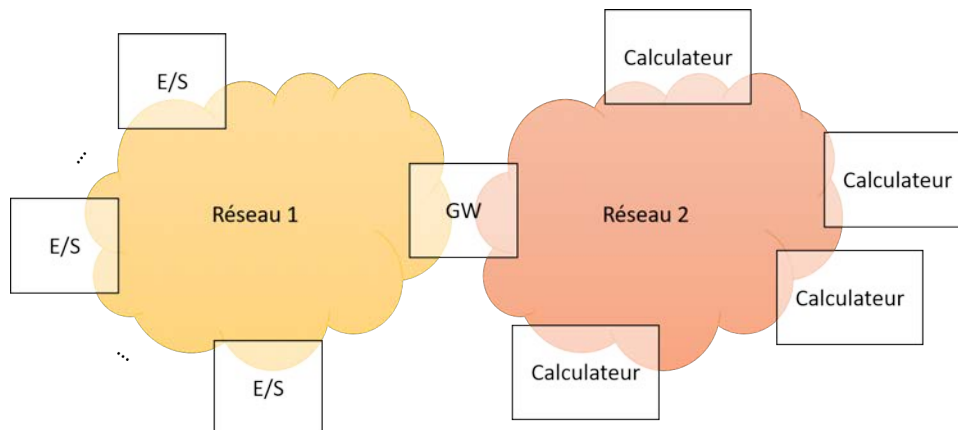 Calculateur
E/S
Calculateur
Réseau 1
GW
Réseau 2
E/S
Calculateur
Calculateur
E/S